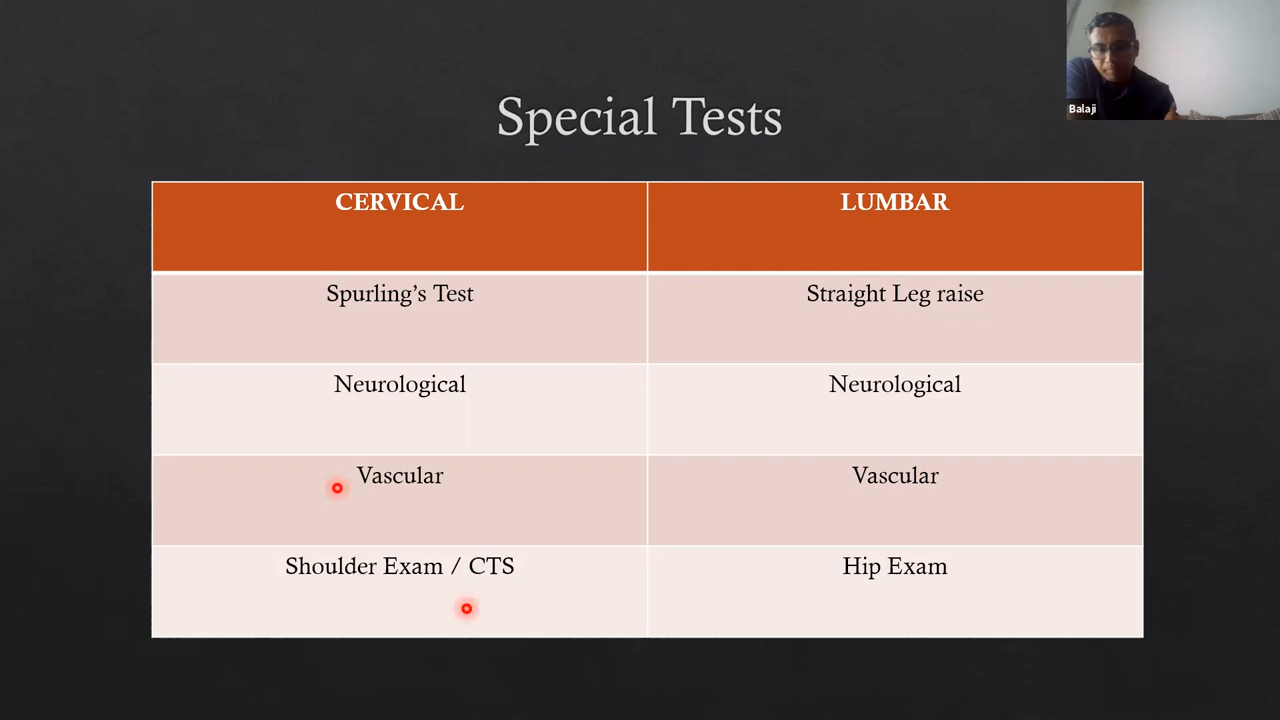 Balaji
Special Tests
CERVICAL LUMBAR
Spurling’s Test Straight Leg raise
Neurological Neurological
Vascular Vascular
Shoulder Exam / CTS Hip Exam